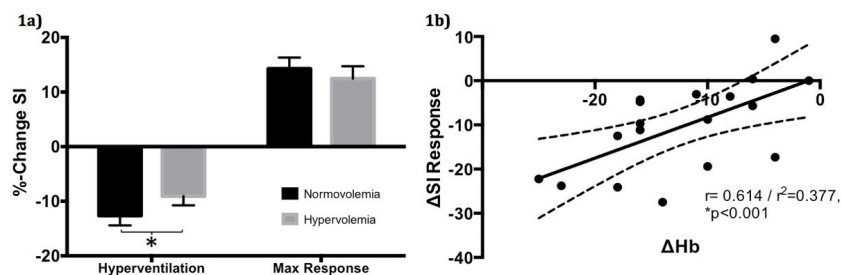 1a)
%-Change SI
20
10
0
-10
-20
*
Normovolemia
Hypervolemia
Hyperventilation
Max Response
1b)
ΔSI Response
10
0
-10
-20
-30
-40
-20
-10
0
r= 0.614 / r²=0.377,
*p<0.001
ΔHb